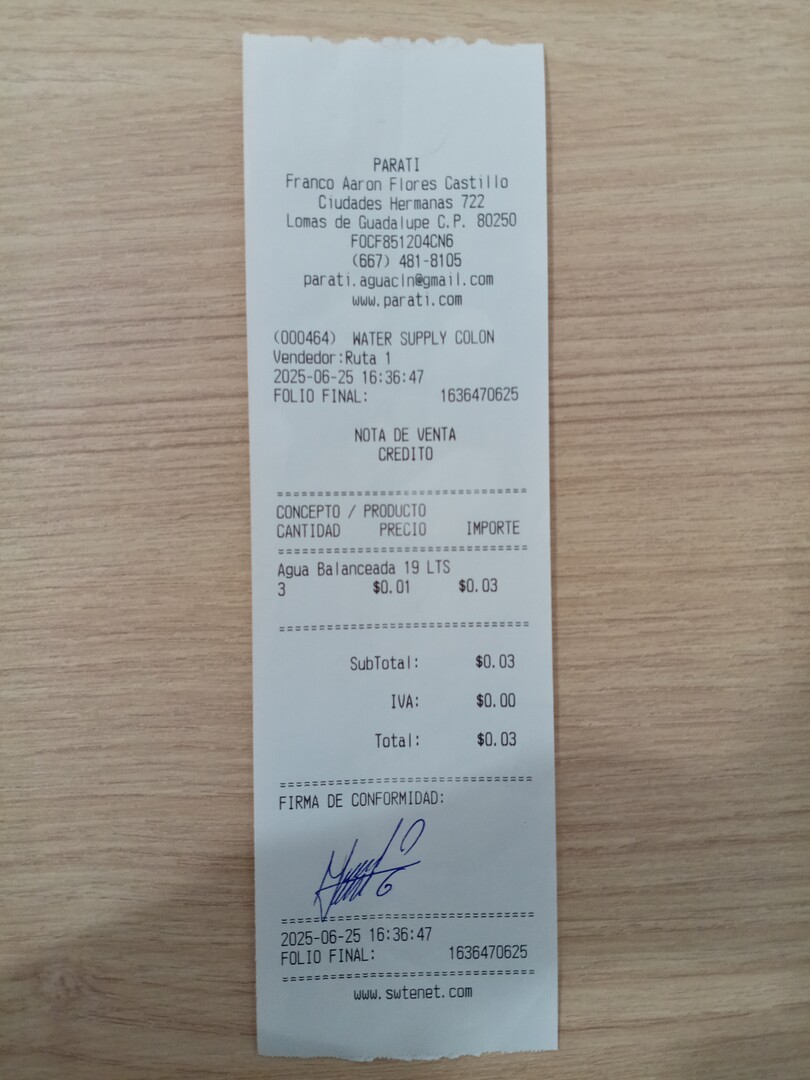 PARATI
Franco Aaron Flores Castillo
Ciudades Hermanas 722
Lomas de Guadalupe C.P. 80250
FOCF851204CN6
(667) 481-8105
parati.aguacln@gmail.com
www.parati.com
(000464) WATER SUPPLY COLON
Vendedor:Ruta 1
2025-06-25 16:36:47
FOLIO FINAL: 1636470625
NOTA DE VENTA
CREDITO
================================
CONCEPTO / PRODUCTO
CANTIDAD PRECIO IMPORTE
================================
Agua Balanceada 19 LTS
3 $0.01 $0.03
================================
SubTotal: $0.03
IVA: $0.00
Total: $0.03
================================
FIRMA DE CONFORMIDAD:
================================
2025-06-25 16:36:47
FOLIO FINAL: 1636470625
================================
www.swtenet.com